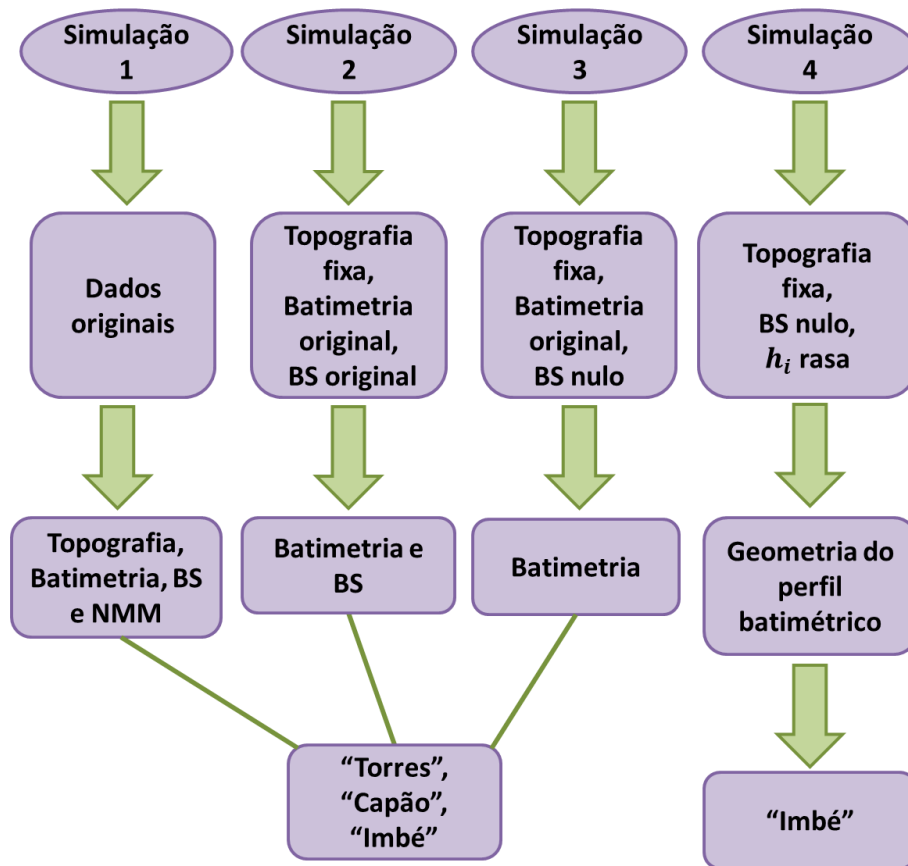 Simulação
1
Simulação
2
Simulação
3
Simulação
4
Dados
originais
Topografia
fixa,
Batimetria
original,
BS original
Topografia
fixa,
Batimetria
original,
BS nulo
Topografia
fixa,
BS nulo,
h_i rasa
Topografia,
Batimetria, BS
e NMM
Batimetria e
BS
Batimetria
Geometria do
perfil
batimétrico
“Torres”,
“Capão”,
“Imbé”
“Imbé”